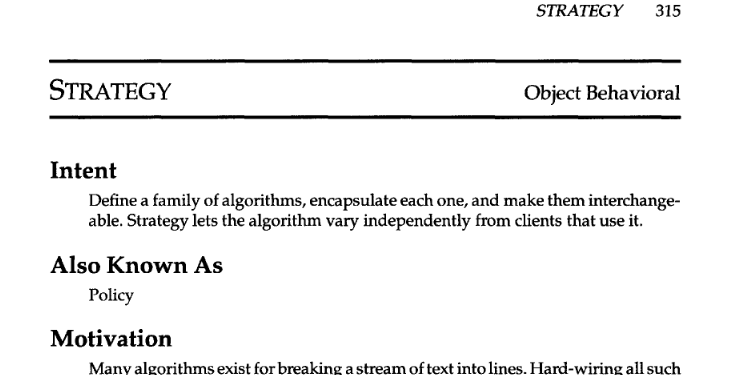 STRATEGY 315
STRATEGY Object Behavioral
Intent
Define a family of algorithms, encapsulate each one, and make them interchange-
able. Strategy lets the algorithm vary independently from clients that use it.
Also Known As
Policy
Motivation
Many algorithms exist for breaking a stream of text into lines. Hard-wiring all such